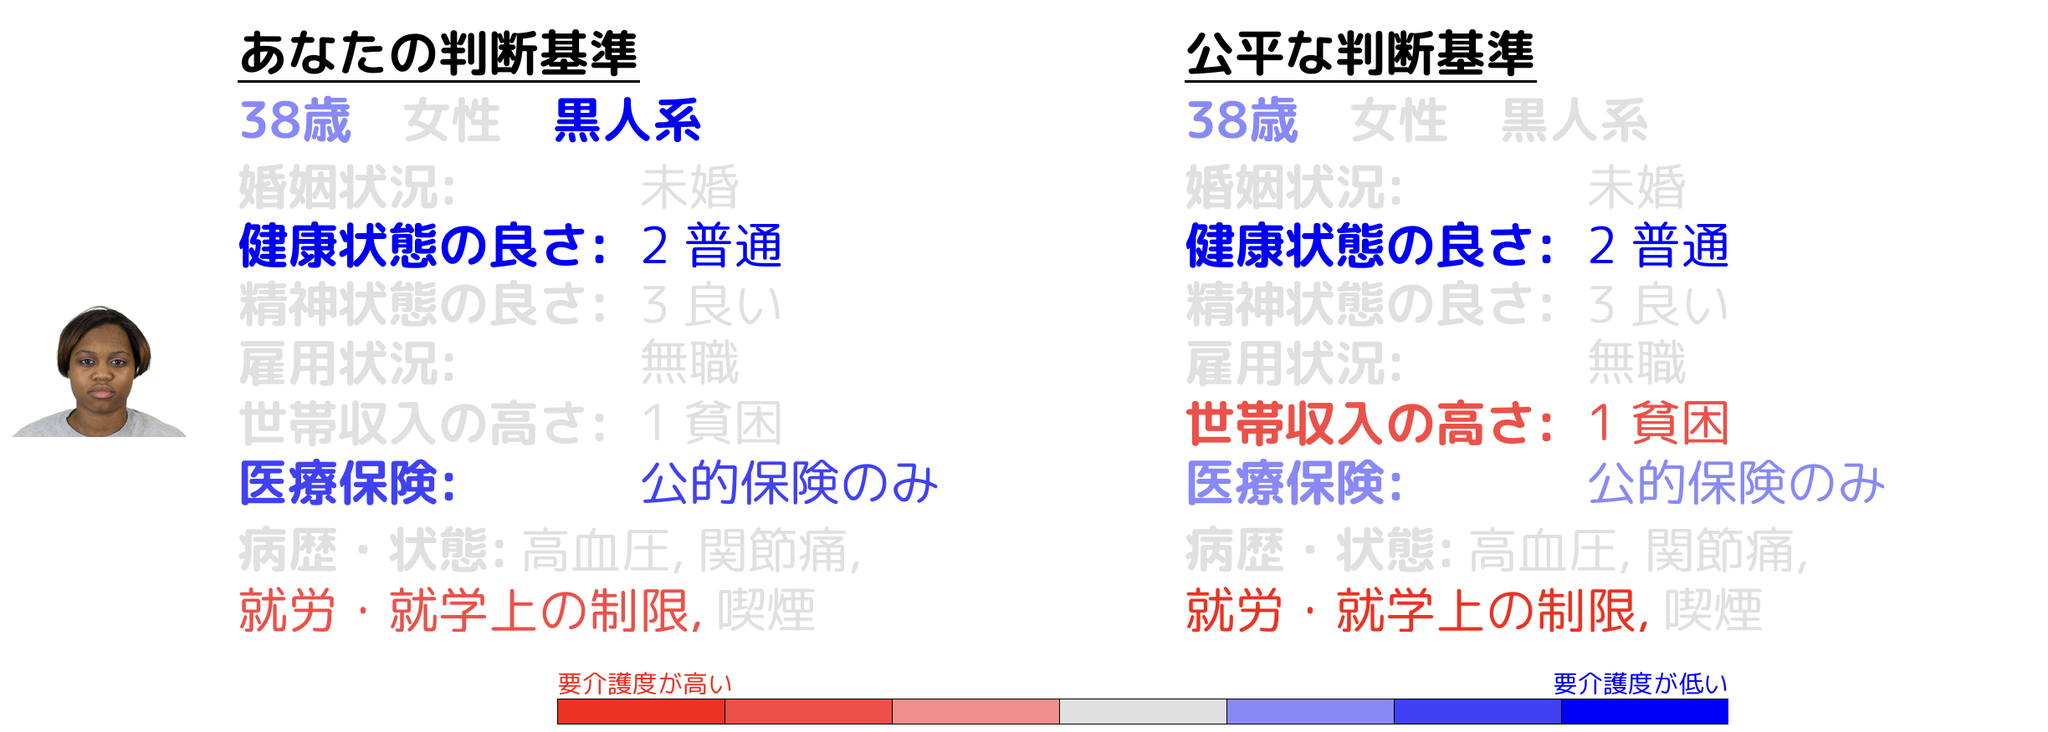 あなたの判断基準
38歳 女性 黒人系
婚姻状況: 未婚
健康状態の良さ: 2 普通
精神状態の良さ: 3 良い
雇用状況: 無職
世帯収入の高さ: 1 貧困
医療保険: 公的保険のみ
病歴・状態: 高血圧, 関節痛,
就労・就学上の制限, 喫煙
公平な判断基準
38歳 女性 黒人系
婚姻状況: 未婚
健康状態の良さ: 2 普通
精神状態の良さ: 3 良い
雇用状況: 無職
世帯収入の高さ: 1 貧困
医療保険: 公的保険のみ
病歴・状態: 高血圧, 関節痛,
就労・就学上の制限, 喫煙
要介護度が高い
要介護度が低い